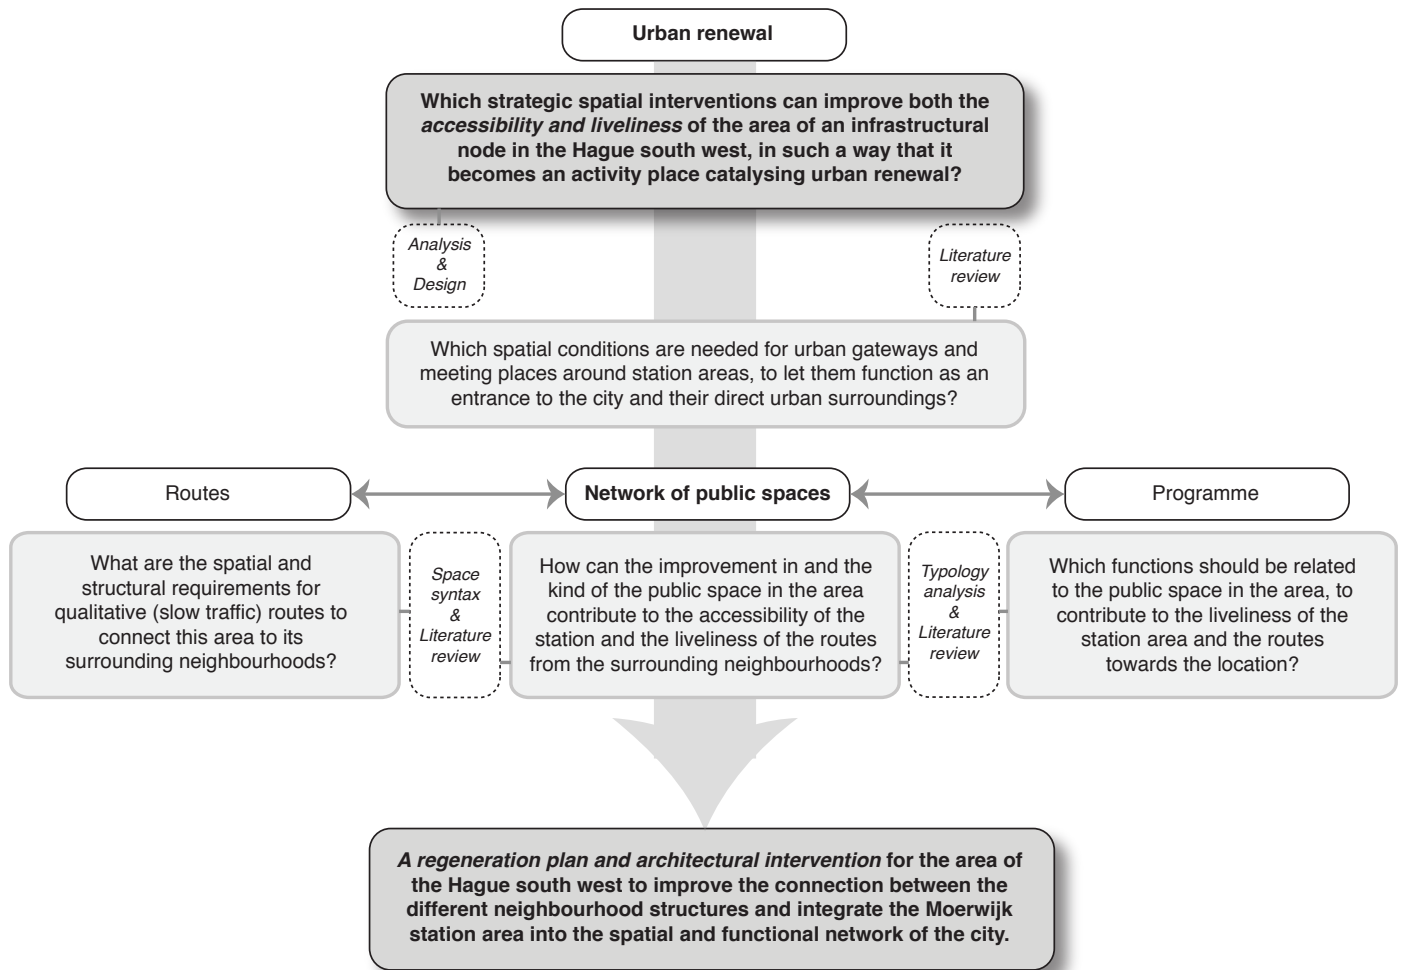 Urban renewal
Which strategic spatial interventions can improve both the
accessibility and liveliness of the area of an infrastructural
node in the Hague south west, in such a way that it
becomes an activity place catalysing urban renewal?
Analysis
&
Design
Literature
review
Which spatial conditions are needed for urban gateways and
meeting places around station areas, to let them function as an
entrance to the city and their direct urban surroundings?
Routes
Network of public spaces
Programme
What are the spatial and
structural requirements for
qualitative (slow traffic) routes to
connect this area to its
surrounding neighbourhoods?
Space
syntax
&
Literature
review
How can the improvement in and the
kind of the public space in the area
contribute to the accessibility of the
station and the liveliness of the routes
from the surrounding neighbourhoods?
Typology
analysis
&
Literature
review
Which functions should be related
to the public space in the area, to
contribute to the liveliness of the
station area and the routes
towards the location?
A regeneration plan and architectural intervention for the area of
the Hague south west to improve the connection between the
different neighbourhood structures and integrate the Moerwijk
station area into the spatial and functional network of the city.